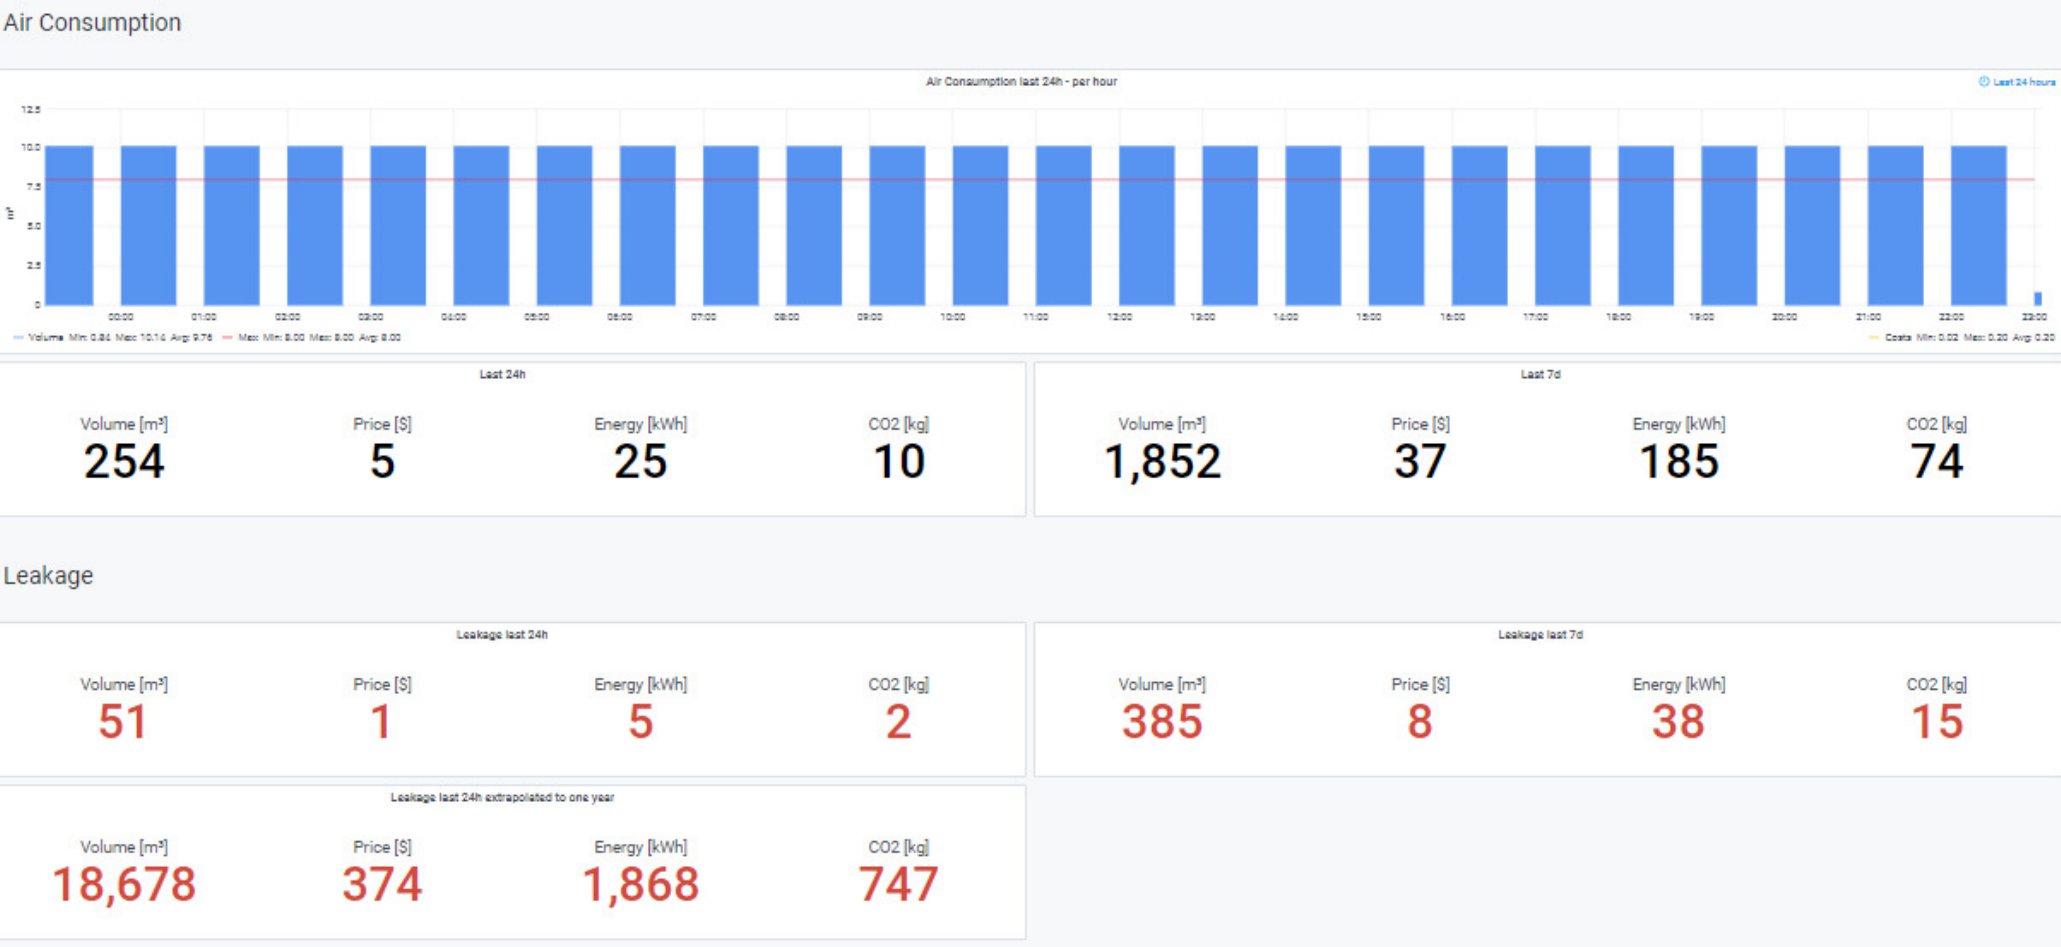 Air Consumption
Air Consumption last 24h - per hour
Last 24 hours
12.5
10.0
7.5
5.0
2.5
0
m³
00:00 01:00 02:00 03:00 04:00 05:00 06:00 07:00 08:00 09:00 10:00 11:00 12:00 13:00 14:00 15:00 16:00 17:00 18:00 19:00 20:00 21:00 22:00 23:00
Volume Min: 0.84 Max: 10.14 Avg: 9.76 Max Min: 8.00 Max: 8.00 Avg: 8.00
Costs Min: 0.02 Max: 0.20 Avg: 0.20
Last 24h
Volume [m³] Price [$] Energy [kWh] CO2 [kg]
254 5 25 10
Last 7d
Volume [m³] Price [$] Energy [kWh] CO2 [kg]
1,852 37 185 74
Leakage
Leakage last 24h
Volume [m³] Price [$] Energy [kWh] CO2 [kg]
51 1 5 2
Leakage last 7d
Volume [m³] Price [$] Energy [kWh] CO2 [kg]
385 8 38 15
Leakage last 24h extrapolated to one year
Volume [m³] Price [$] Energy [kWh] CO2 [kg]
18,678 374 1,868 747